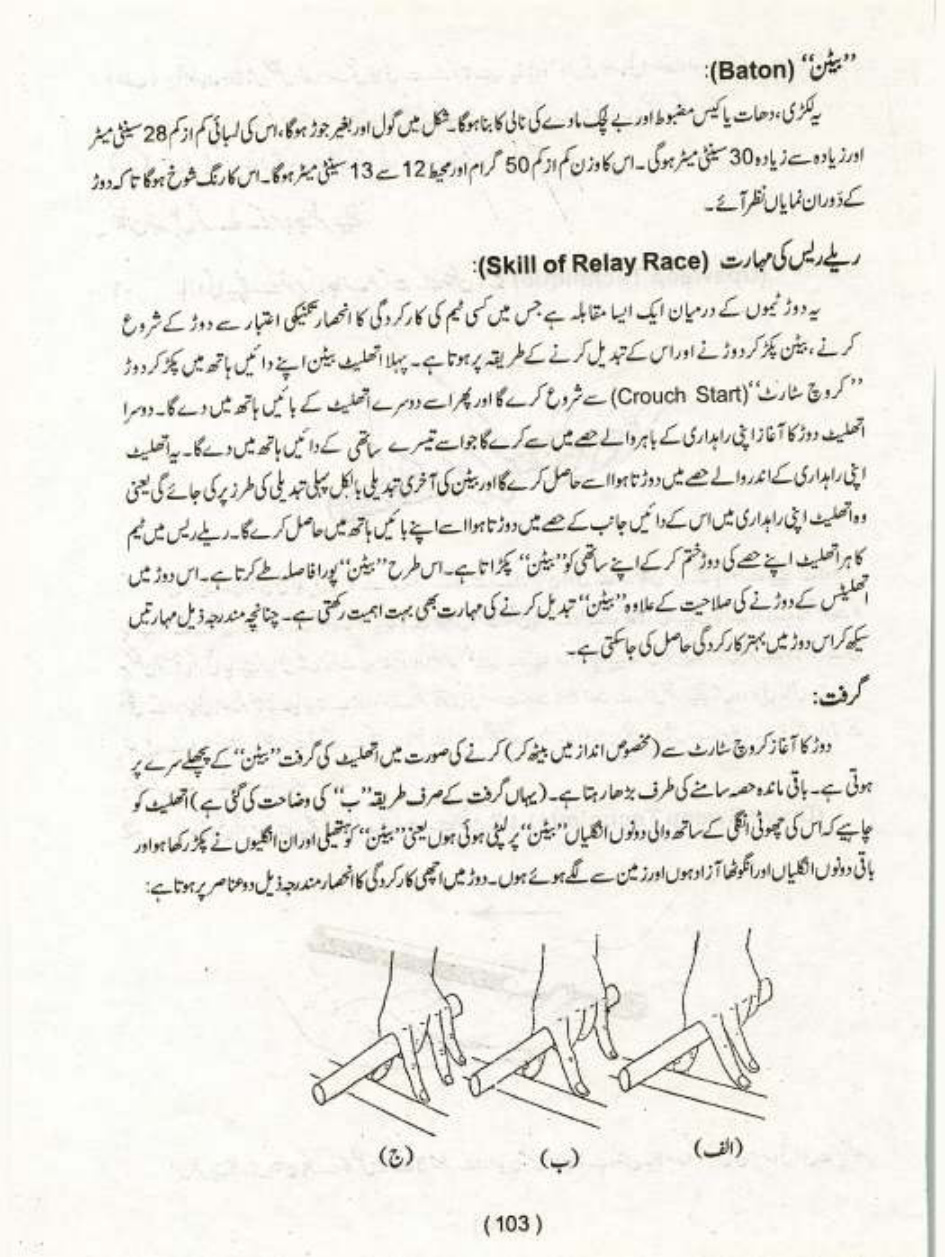 ”بیٹن“ (Baton):
یہ لکڑی، دھات یا کیس مضبوط اور بے لچک مادے کی نالی کا بنا ہوگا۔ شکل میں گول اور بغیر جوڑ ہوگا، اس کی لمبائی کم از کم 28 سینٹی میٹر
اور زیادہ سے زیادہ 30 سینٹی میٹر ہوگی۔ اس کا وزن کم از کم 50 گرام اور محیط 12 سے 13 سینٹی میٹر ہوگا۔ اس کا رنگ شوخ ہوگا تاکہ دوڑ
کے دَوران نمایاں نظر آئے۔
ریلے ریس کی مہارت (Skill of Relay Race):
یہ دوڑ ٹیموں کے درمیان ایک ایسا مقابلہ ہے جس میں کسی ٹیم کی کارکردگی کا انحصار تکنیکی اعتبار سے دوڑ کے شروع
کرنے، بیٹن پکڑ کر دوڑنے اور اس کے تبدیل کرنے کے طریقہ پر ہوتا ہے۔ پہلا اتھلیٹ بیٹن اپنے دائیں ہاتھ میں پکڑ کر دوڑ
”کروچ سٹارٹ“ (Crouch Start) سے شروع کرے گا اور پھر اسے دوسرے اتھلیٹ کے بائیں ہاتھ میں دے گا۔ دوسرا
اتھلیٹ دوڑ کا آغاز اپنی راہداری کے باہر والے حصے میں سے کرے گا جو اسے تیسرے ساتھی کے دائیں ہاتھ میں دے گا۔ یہ اتھلیٹ
اپنی راہداری کے اندر والے حصے میں دوڑتا ہوا اسے حاصل کرے گا اور بیٹن کی آخری تبدیلی بالکل پہلی تبدیلی کی طرز پر کی جائے گی یعنی
وہ اتھلیٹ اپنی راہداری میں اس کے دائیں جانب کے حصے میں دوڑتا ہوا اسے اپنے بائیں ہاتھ میں حاصل کرے گا۔ ریلے ریس میں ٹیم
کا ہر اتھلیٹ اپنے حصے کی دوڑ ختم کر کے اپنے ساتھی کو ”بیٹن“ پکڑاتا ہے۔ اس طرح ”بیٹن“ پورا فاصلہ طے کرتا ہے۔ اس دوڑ میں
اتھلیٹس کے دوڑنے کی صلاحیت کے علاوہ ”بیٹن“ تبدیل کرنے کی مہارت بھی بہت اہمیت رکھتی ہے۔ چنانچہ مندرجہ ذیل مہارتیں
سیکھ کر اس دوڑ میں بہتر کارکردگی حاصل کی جا سکتی ہے۔
گرفت:
دوڑ کا آغاز کروچ سٹارٹ سے (مخصوص انداز میں بیٹھ کر) کرنے کی صورت میں اتھلیٹ کی گرفت ”بیٹن“ کے پچھلے سرے پر
ہوتی ہے۔ باقی ماندہ حصہ سامنے کی طرف بڑھا رہتا ہے۔ (یہاں گرفت کے صرف طریقہ ”ب“ کی وضاحت کی گئی ہے) اتھلیٹ کو
چاہیے کہ اس کی چھوٹی انگلی کے ساتھ والی دونوں انگلیاں ”بیٹن“ پر لپٹی ہوئی ہوں یعنی ”بیٹن“ کو ہتھیلی اور ان انگلیوں نے پکڑ رکھا ہو اور
باقی دونوں انگلیاں اور انگوٹھا آزاد ہوں اور زمین سے لگے ہوئے ہوں۔ دوڑ میں اچھی کارکردگی کا انحصار مندرجہ ذیل دو عناصر پر ہوتا ہے:
(الف) (ب) (ج)
(103)